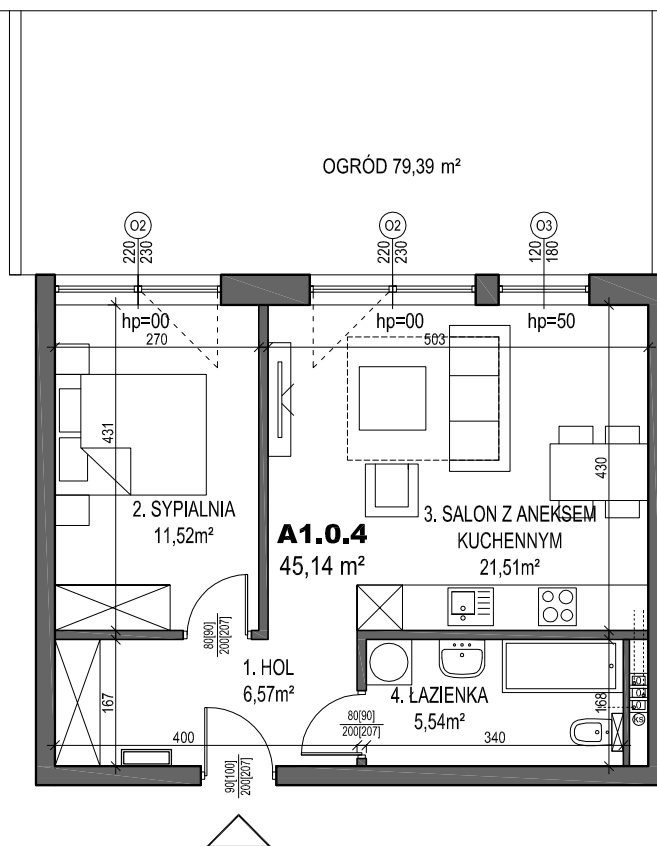 OGRÓD 79,39 m²
O2
220
230
O2
220
230
O3
120
180
hp=00
hp=00
hp=50
270
503
431
430
2. SYPIALNIA
11,52m²
A1.0.4
45,14 m²
3. SALON Z ANEKSEM
KUCHENNYM
21,51m²
80[90]
200[207]
1. HOL
6,57m²
167
4. ŁAZIENKA
5,54m²
168
KS
400
80[90]
200[207]
340
90[100]
200[207]